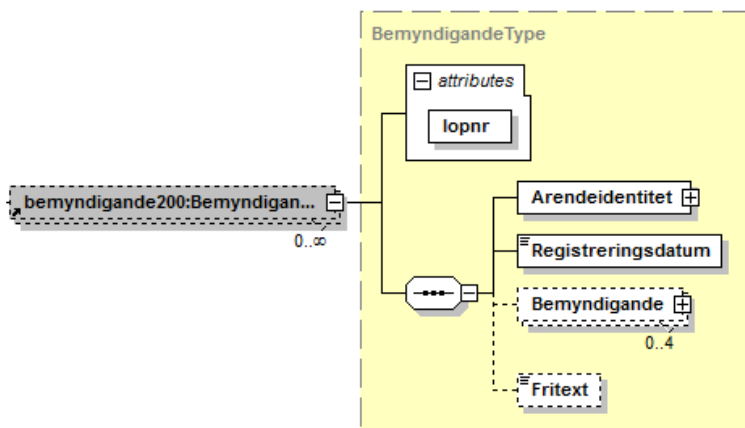 BemyndigandeType
attributes
lopnr
bemyndigande200:Bemyndigan...
0..∞
Arendeidentitet
Registreringsdatum
Bemyndigande
0..4
Fritext